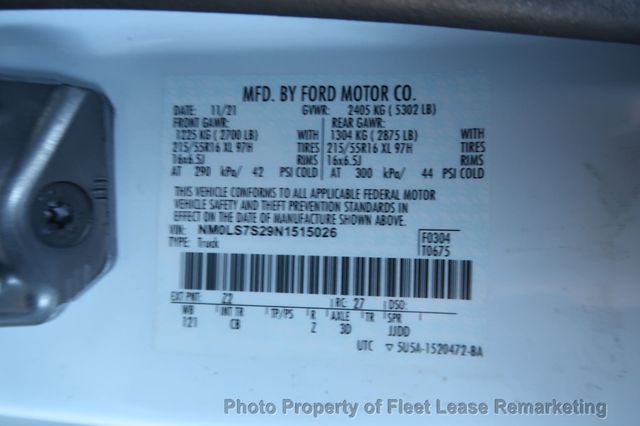 MFD. BY FORD MOTOR CO.
DATE: 11/21 GVWR: 2405 KG ( 5302 LB)
FRONT GAWR: REAR GAWR:
1225 KG ( 2700 LB) WITH 1304 KG ( 2875 LB) WITH
215/55R16 XL 97H TIRES 215/55R16 XL 97H TIRES
16x6.5J RIMS 16x6.5J RIMS
AT 290 kPa/ 42 PSI COLD AT 300 kPa/ 44 PSI COLD
THIS VEHICLE CONFORMS TO ALL APPLICABLE FEDERAL MOTOR
VEHICLE SAFETY AND THEFT PREVENTION STANDARDS IN
EFFECT ON THE DATE OF MANUFACTURE SHOWN ABOVE.
VIN: NM0LS7S29N1515026 F0304
TYPE: Truck T0675
EXT PNT: Z2 RC: 27 DSO:
WB INT TR TP/PS R AXLE TR SPR
121 CB Z 3D JJDD
UTC ▽ 5U5A-1520472-BA
Photo Property of Fleet Lease Remarketing